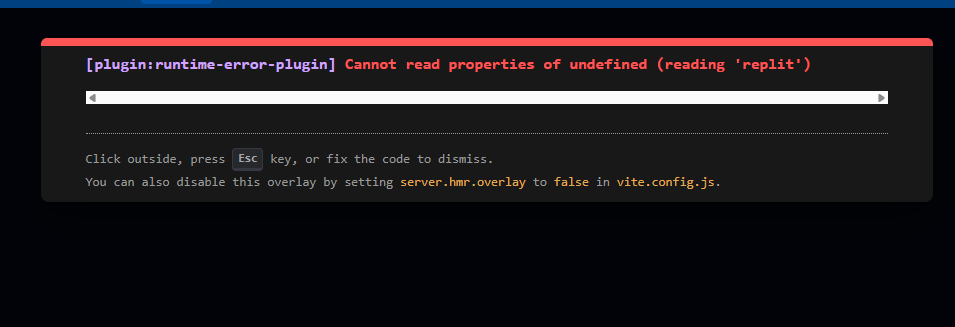 [plugin:runtime-error-plugin] Cannot read properties of undefined (reading 'replit')
Click outside, press Esc key, or fix the code to dismiss.
You can also disable this overlay by setting server.hmr.overlay to false in vite.config.js.